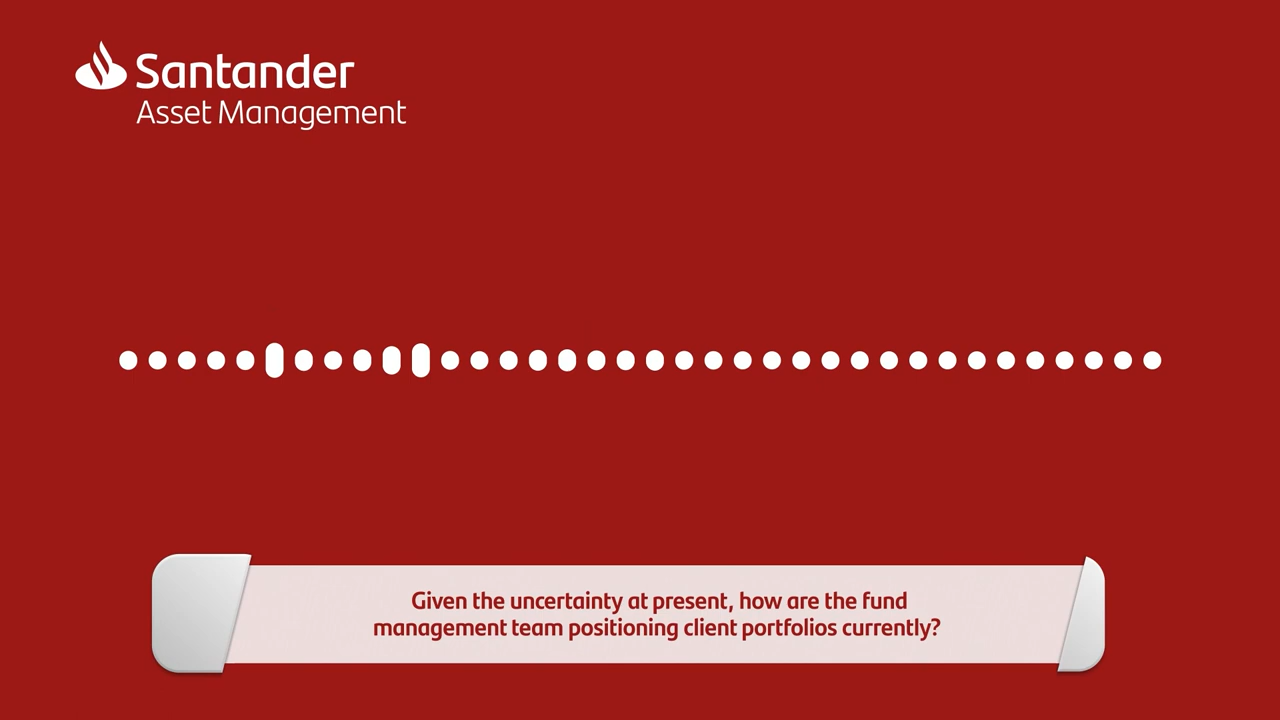 Santander
Asset Management
Given the uncertainty at present, how are the fund
management team positioning client portfolios currently?